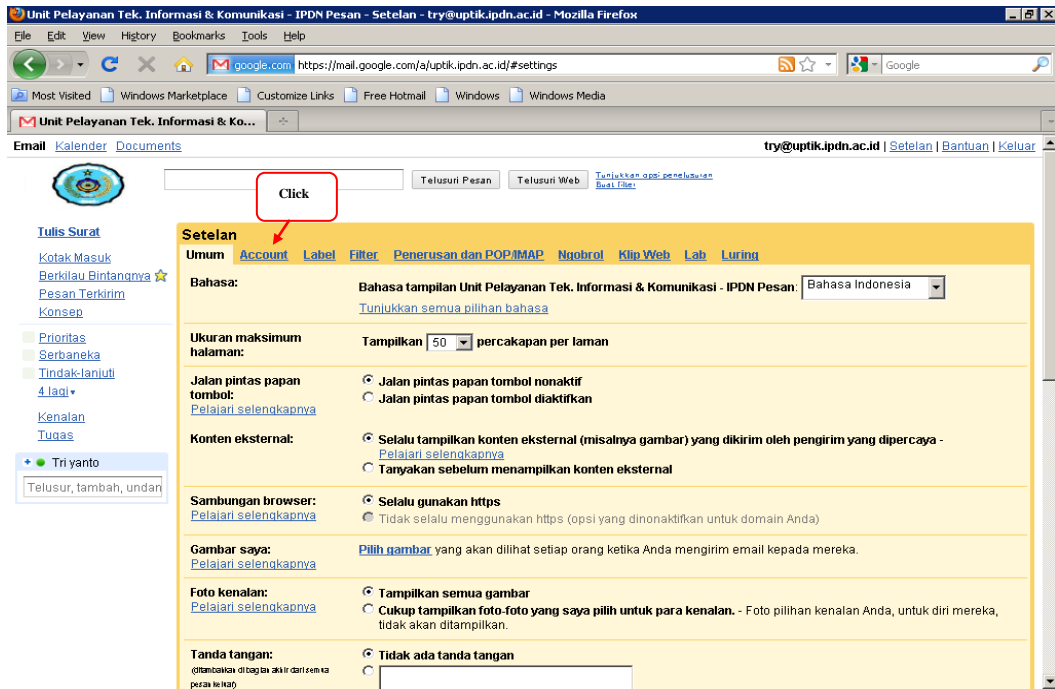 Unit Pelayanan Tek. Informasi & Komunikasi - IPDN Pesan - Setelan - try@uptik.ipdn.ac.id - Mozilla Firefox
File Edit View History Bookmarks Tools Help
google.com https://mail.google.com/a/uptik.ipdn.ac.id/#settings Google
Most Visited Windows Marketplace Customize Links Free Hotmail Windows Windows Media
Unit Pelayanan Tek. Informasi & Ko...
Email Kalender Documents try@uptik.ipdn.ac.id | Setelan | Bantuan | Keluar
Telusuri Pesan Telusuri Web Tunjukkan opsi penelusuran
Buat filter
Click
Tulis Surat
Kotak Masuk
Berkilau Bintangnya
Pesan Terkirim
Konsep
Prioritas
Serbaneka
Tindak-lanjuti
4 lagi
Kenalan
Tugas
Tri yanto
Telusur, tambah, undan
Setelan
Umum Account Label Filter Penerusan dan POP/IMAP Ngobrol Klip Web Lab Luring
Bahasa:
Bahasa tampilan Unit Pelayanan Tek. Informasi & Komunikasi - IPDN Pesan: Bahasa Indonesia
Tunjukkan semua pilihan bahasa
Ukuran maksimum
halaman:
Tampilkan 50 percakapan per laman
Jalan pintas papan
tombol:
Pelajari selengkapnya
Jalan pintas papan tombol nonaktif
Jalan pintas papan tombol diaktifkan
Konten eksternal:
Selalu tampilkan konten eksternal (misalnya gambar) yang dikirim oleh pengirim yang dipercaya -
Pelajari selengkapnya
Tanyakan sebelum menampilkan konten eksternal
Sambungan browser:
Pelajari selengkapnya
Selalu gunakan https
Tidak selalu menggunakan https (opsi yang dinonaktifkan untuk domain Anda)
Gambar saya:
Pelajari selengkapnya
Pilih gambar yang akan dilihat setiap orang ketika Anda mengirim email kepada mereka.
Foto kenalan:
Pelajari selengkapnya
Tampilkan semua gambar
Cukup tampilkan foto-foto yang saya pilih untuk para kenalan. - Foto pilihan kenalan Anda, untuk diri mereka,
tidak akan ditampilkan.
Tanda tangan:
(ditambahkan di bagian akhir dari semua
pesan keluar)
Tidak ada tanda tangan